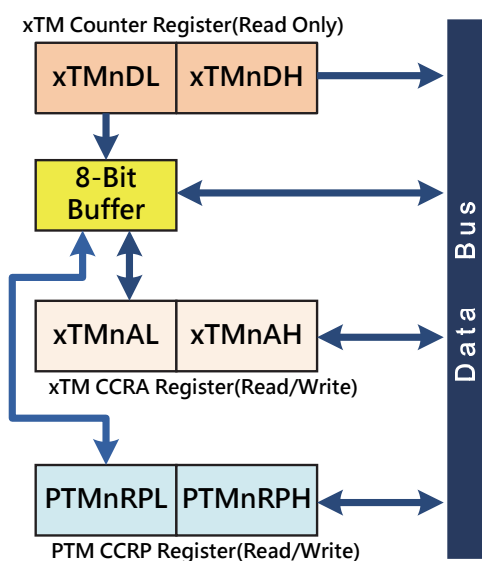 xTM Counter Register(Read Only)
xTMnDL xTMnDH
8-Bit
Buffer
xTMnAL xTMnAH
xTM CCRA Register(Read/Write)
PTMnRPL PTMnRPH
PTM CCRP Register(Read/Write)
Data Bus